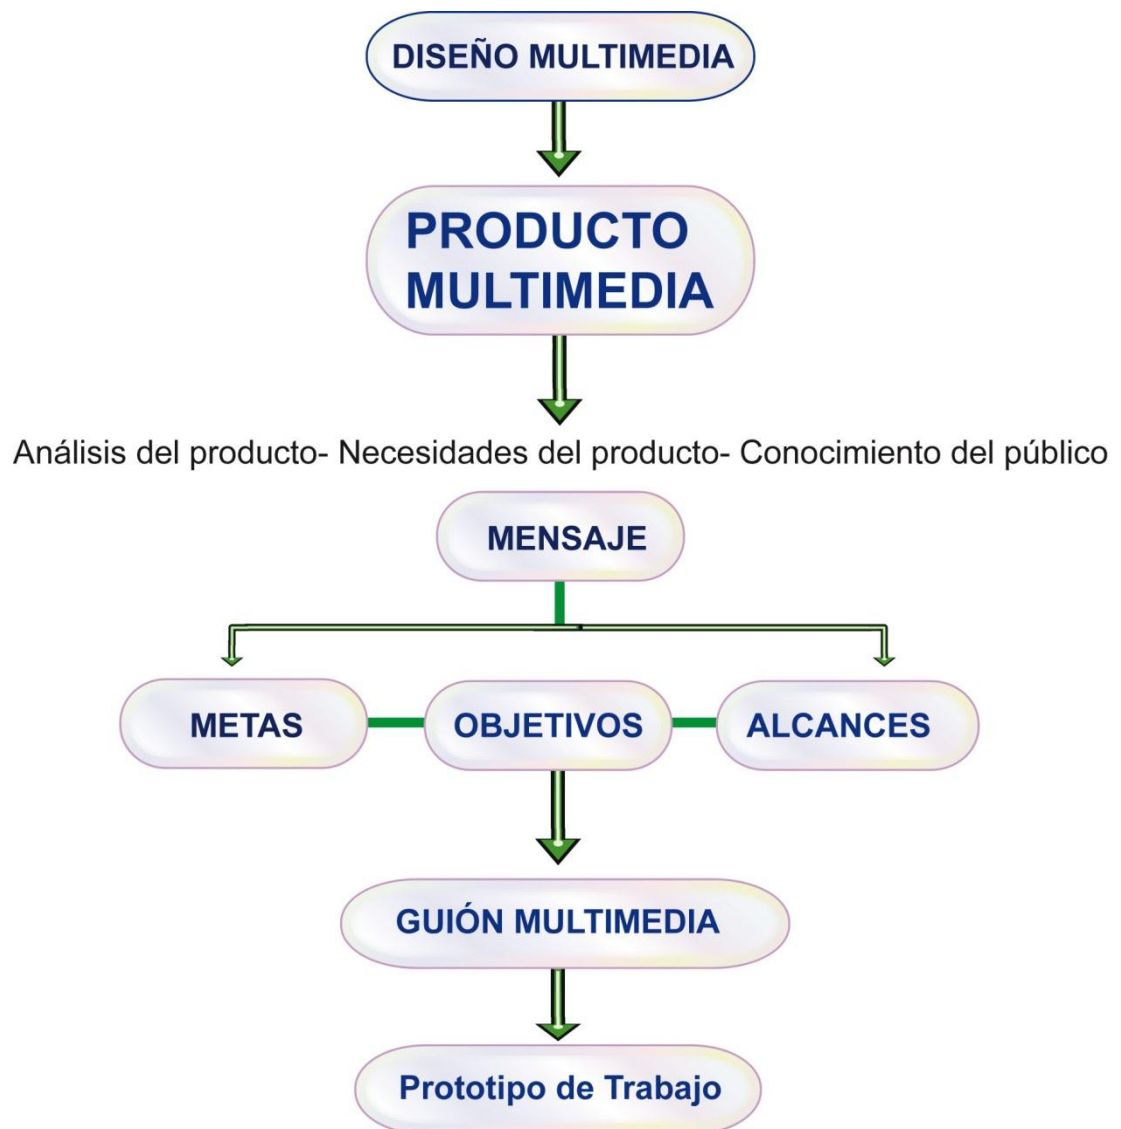 DISEÑO MULTIMEDIA
PRODUCTO
MULTIMEDIA
Análisis del producto- Necesidades del producto- Conocimiento del público
MENSAJE
METAS
OBJETIVOS
ALCANCES
GUIÓN MULTIMEDIA
Prototipo de Trabajo